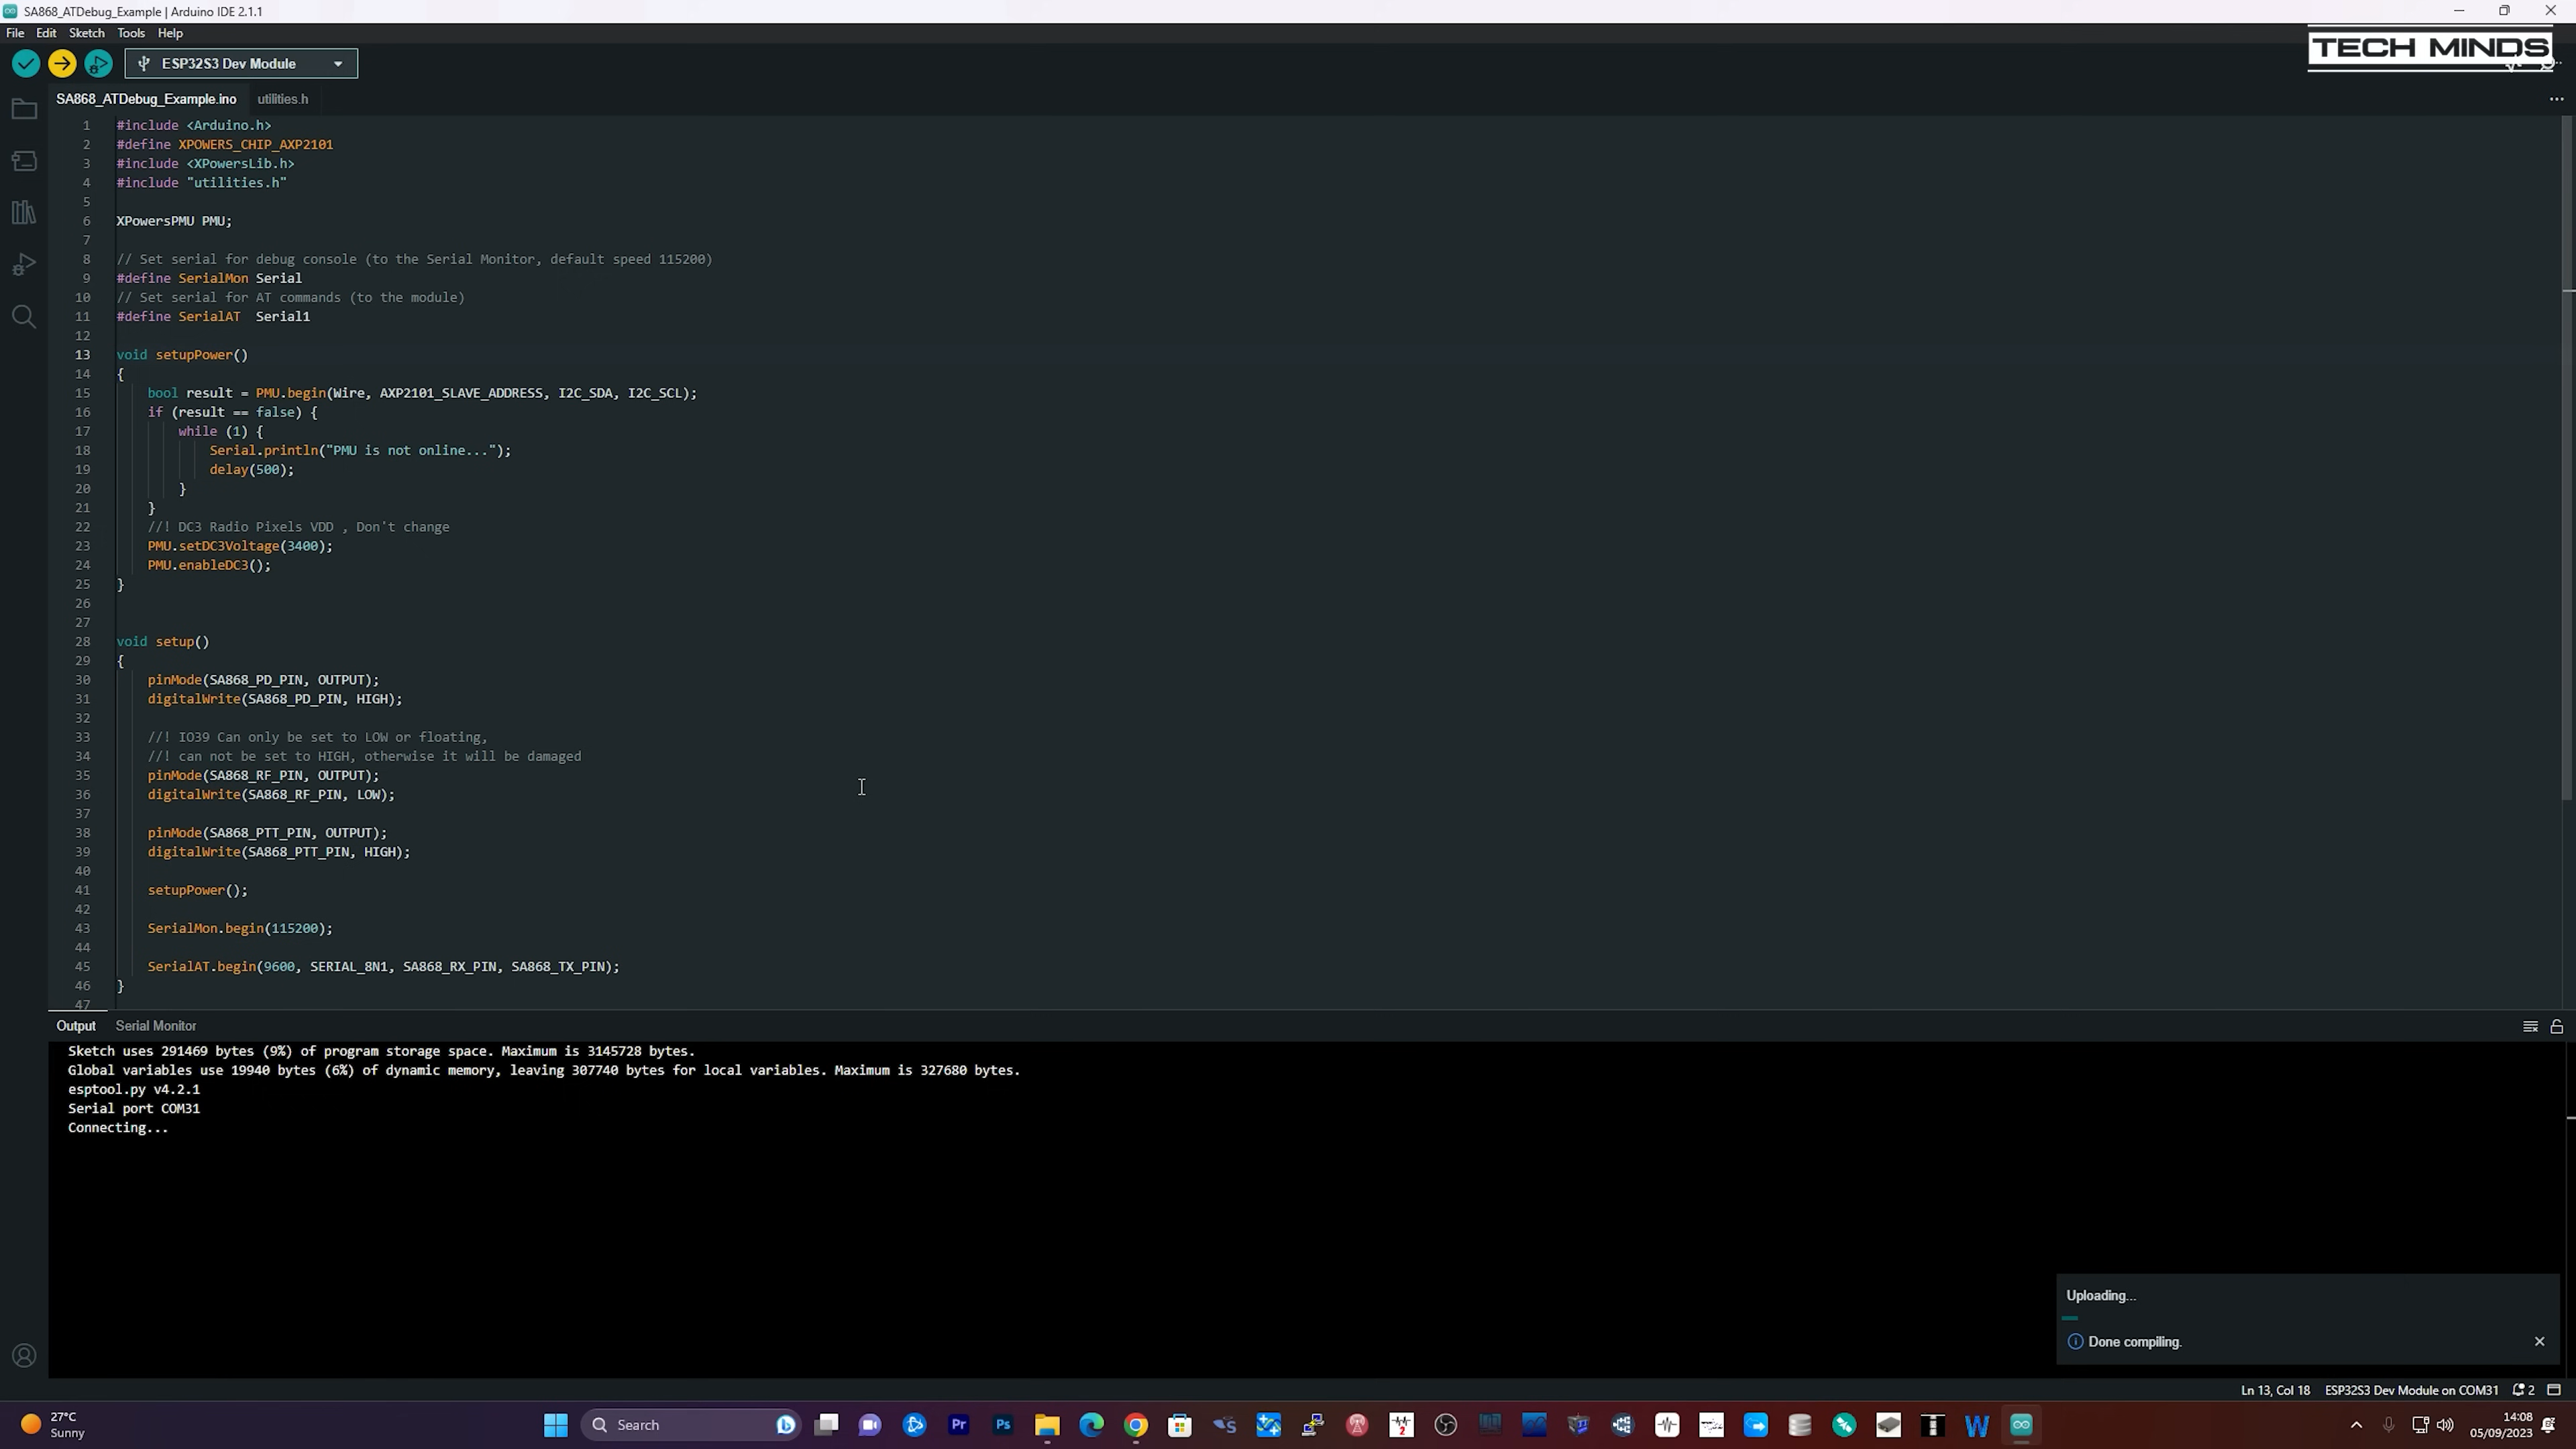 SA868_ATDebug_Example | Arduino IDE 2.1.1
File Edit Sketch Tools Help
TECH MINDS
ESP32S3 Dev Module
SA868_ATDebug_Example.ino utilities.h
1 #include <Arduino.h>
2 #define XPOWERS_CHIP_AXP2101
3 #include <XPowersLib.h>
4 #include "utilities.h"
5
6 XPowersPMU PMU;
7
8 // Set serial for debug console (to the Serial Monitor, default speed 115200)
9 #define SerialMon Serial
10 // Set serial for AT commands (to the module)
11 #define SerialAT  Serial1
12
13 void setupPower()
14 {
15 bool result = PMU.begin(Wire, AXP2101_SLAVE_ADDRESS, I2C_SDA, I2C_SCL);
16 if (result == false) {
17 while (1) {
18 Serial.println("PMU is not online...");
19 delay(500);
20 }
21 }
22 //! DC3 Radio Pixels VDD , Don't change
23 PMU.setDC3Voltage(3400);
24 PMU.enableDC3();
25 }
26
27
28 void setup()
29 {
30 pinMode(SA868_PD_PIN, OUTPUT);
31 digitalWrite(SA868_PD_PIN, HIGH);
32
33 //! IO39 Can only be set to LOW or floating,
34 //! can not be set to HIGH, otherwise it will be damaged
35 pinMode(SA868_RF_PIN, OUTPUT);
36 digitalWrite(SA868_RF_PIN, LOW);
37
38 pinMode(SA868_PTT_PIN, OUTPUT);
39 digitalWrite(SA868_PTT_PIN, HIGH);
40
41 setupPower();
42
43 SerialMon.begin(115200);
44
45 SerialAT.begin(9600, SERIAL_8N1, SA868_RX_PIN, SA868_TX_PIN);
46 }
47
Output Serial Monitor
Sketch uses 291469 bytes (9%) of program storage space. Maximum is 3145728 bytes.
Global variables use 19940 bytes (6%) of dynamic memory, leaving 307740 bytes for local variables. Maximum is 327680 bytes.
esptool.py v4.2.1
Serial port COM31
Connecting...
Uploading...
Done compiling.
Ln 13, Col 18 ESP32S3 Dev Module on COM31 2
27°C
Sunny
Search
Pr
Ps
S
2
W
14:08
05/09/2023